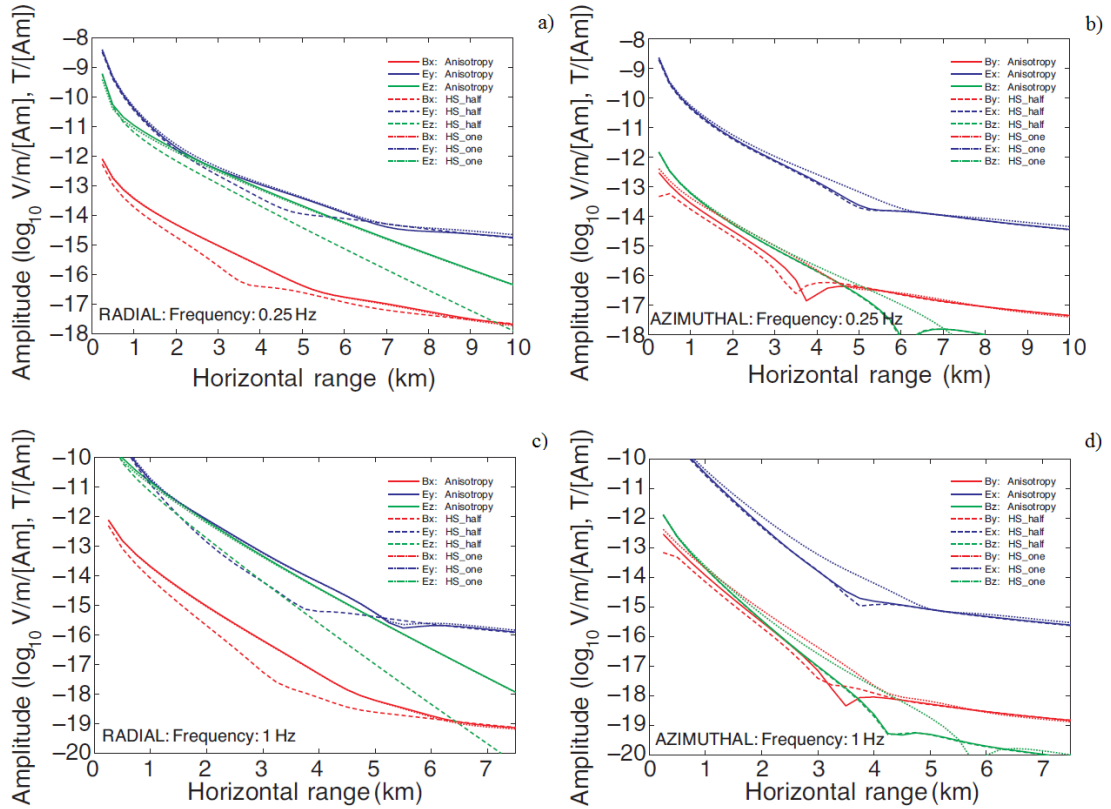 a)
Amplitude (log10 V/m/[Am], T/[Am])
−8
−9
−10
−11
−12
−13
−14
−15
−16
−17
−18
Bx: Anisotropy
Ey: Anisotropy
Ez: Anisotropy
Bx: HS_half
Ey: HS_half
Ez: HS_half
Bx: HS_one
Ey: HS_one
Ez: HS_one
RADIAL: Frequency: 0.25 Hz
0 1 2 3 4 5 6 7 8 9 10
Horizontal range (km)
b)
Amplitude (log10 V/m/[Am], T/[Am])
−8
−9
−10
−11
−12
−13
−14
−15
−16
−17
−18
By: Anisotropy
Ex: Anisotropy
Bz: Anisotropy
By: HS_half
Ex: HS_half
Bz: HS_half
By: HS_one
Ex: HS_one
Bz: HS_one
AZIMUTHAL: Frequency: 0.25 Hz
0 1 2 3 4 5 6 7 8 9 10
Horizontal range (km)
c)
Amplitude (log10 V/m/[Am], T/[Am])
−10
−11
−12
−13
−14
−15
−16
−17
−18
−19
−20
Bx: Anisotropy
Ey: Anisotropy
Ez: Anisotropy
Bx: HS_half
Ey: HS_half
Ez: HS_half
Bx: HS_one
Ey: HS_one
Ez: HS_one
RADIAL: Frequency: 1 Hz
0 1 2 3 4 5 6 7
Horizontal range (km)
d)
Amplitude (log10 V/m/[Am], T/[Am])
−10
−11
−12
−13
−14
−15
−16
−17
−18
−19
−20
By: Anisotropy
Ex: Anisotropy
Bz: Anisotropy
By: HS_half
Ex: HS_half
Bz: HS_half
By: HS_one
Ex: HS_one
Bz: HS_one
AZIMUTHAL: Frequency: 1 Hz
0 1 2 3 4 5 6 7
Horizontal range (km)